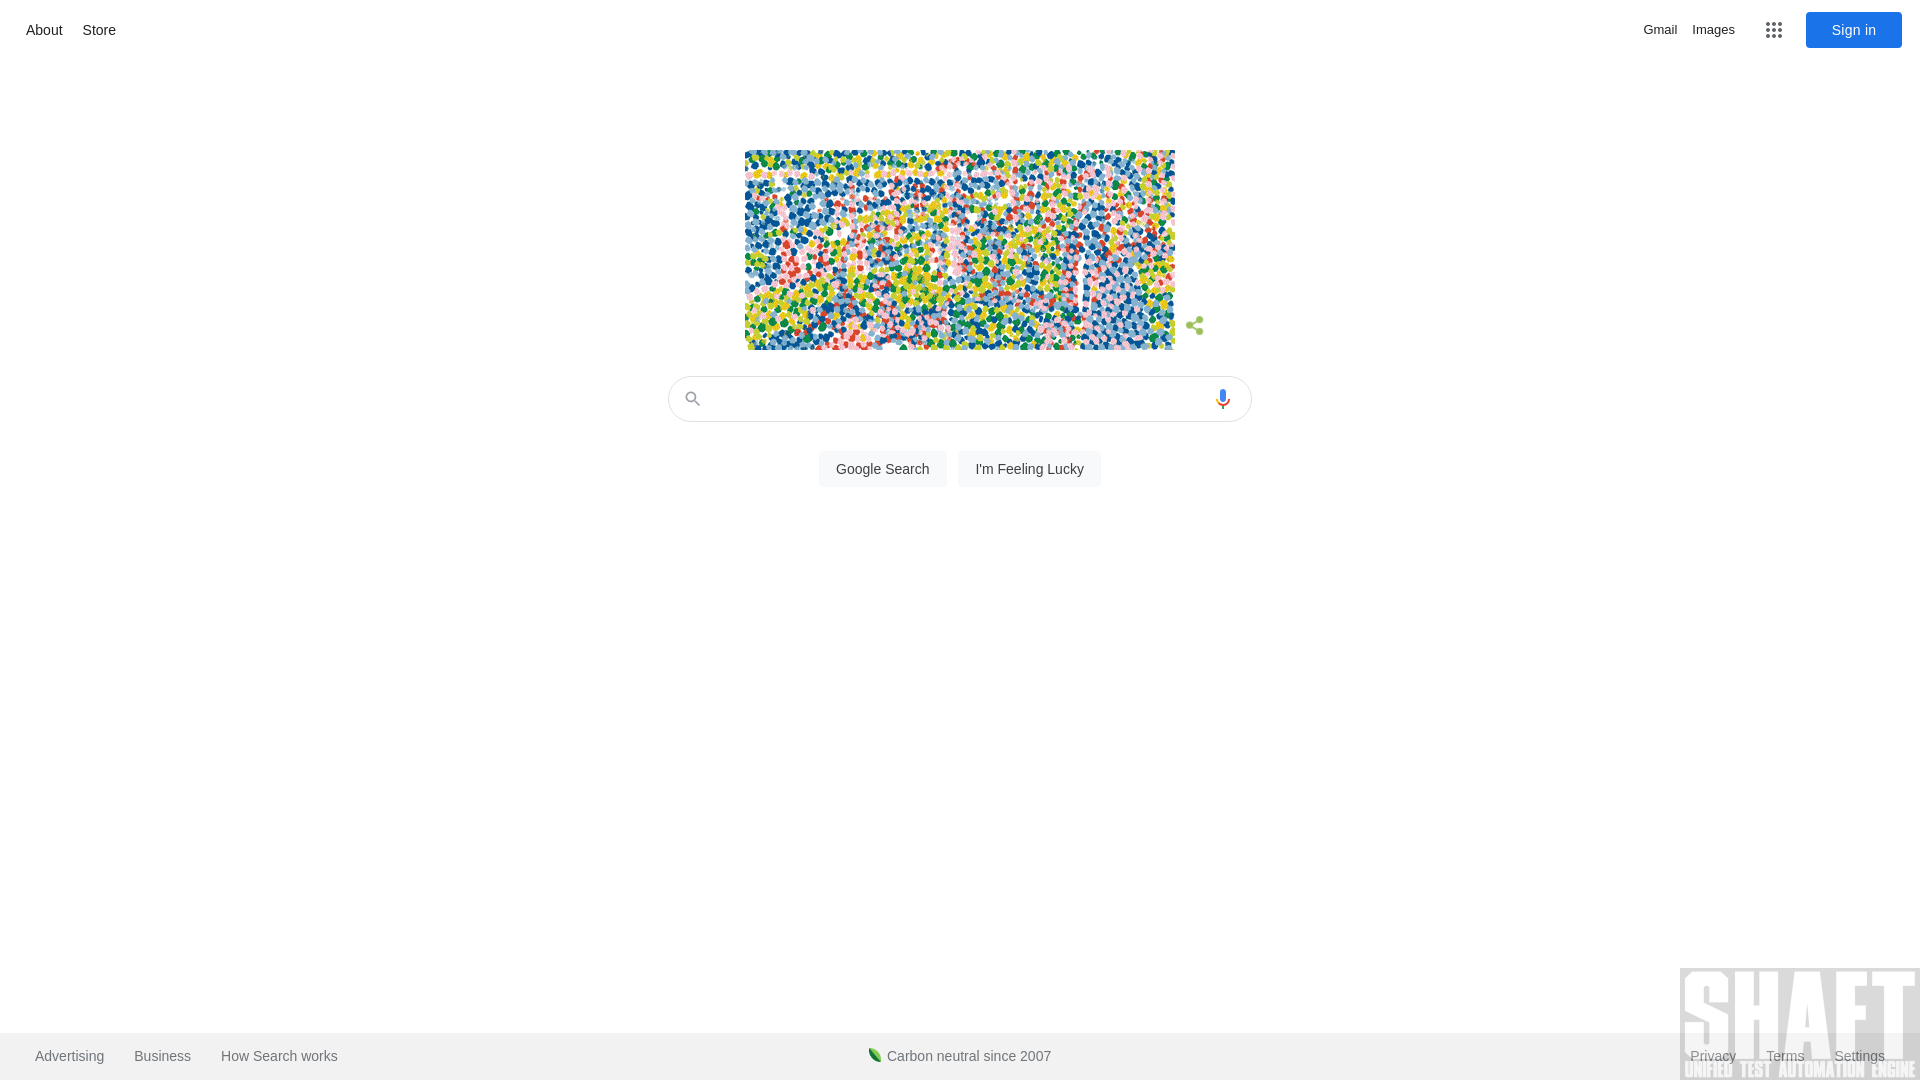 About Store
Gmail Images Sign in
Google Search I'm Feeling Lucky
Carbon neutral since 2007
Advertising Business How Search works
Privacy Terms Settings
SHAFT
UNIFIED TEST AUTOMATION ENGINE